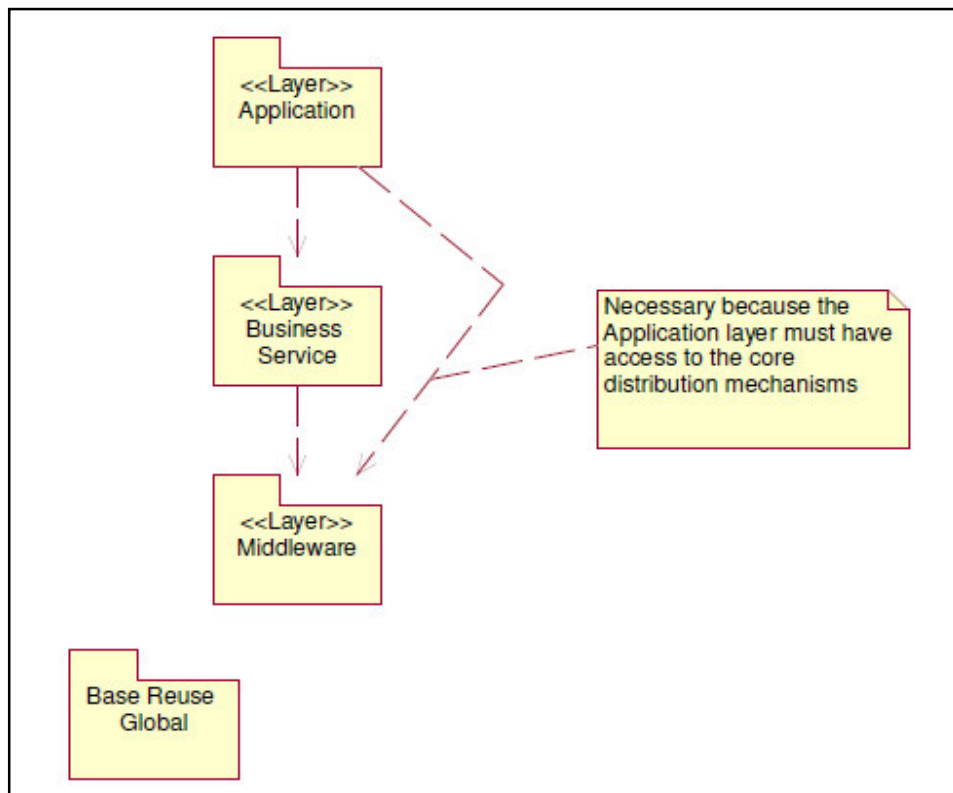 <<Layer>>
Application
<<Layer>>
Business
Service
Necessary because the
Application layer must have
access to the core
distribution mechanisms
<<Layer>>
Middleware
Base Reuse
Global